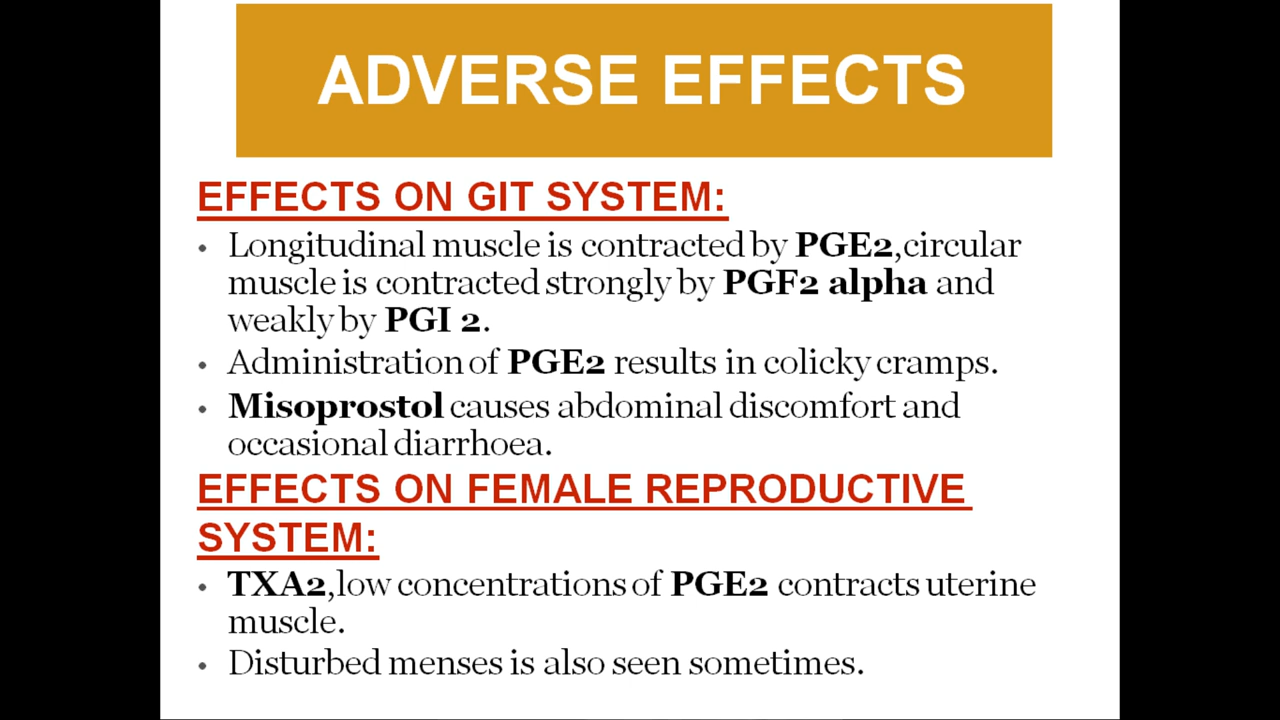 ADVERSE EFFECTS
EFFECTS ON GIT SYSTEM:
• Longitudinal muscle is contracted by PGE2,circular
muscle is contracted strongly by PGF2 alpha and
weakly by PGI 2.
• Administration of PGE2 results in colicky cramps.
• Misoprostol causes abdominal discomfort and
occasional diarrhoea.
EFFECTS ON FEMALE REPRODUCTIVE
SYSTEM:
• TXA2,low concentrations of PGE2 contracts uterine
muscle.
• Disturbed menses is also seen sometimes.